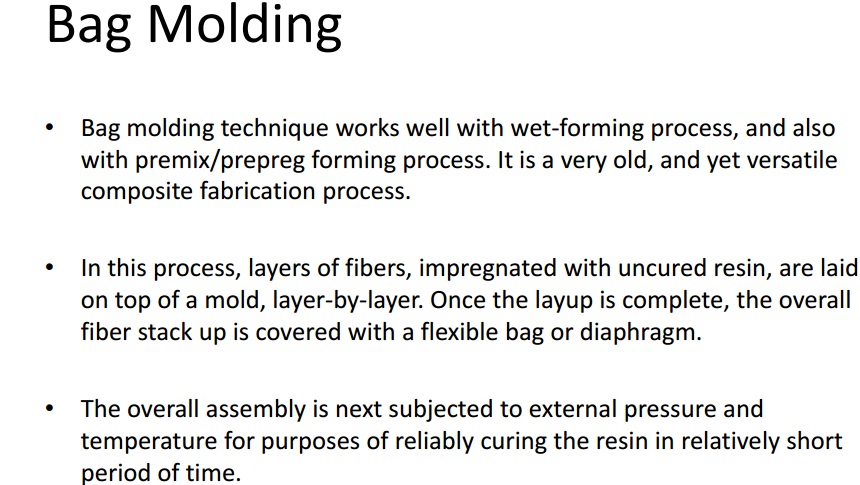 Bag Molding
• Bag molding technique works well with wet-forming process, and also
with premix/prepreg forming process. It is a very old, and yet versatile
composite fabrication process.
• In this process, layers of fibers, impregnated with uncured resin, are laid
on top of a mold, layer-by-layer. Once the layup is complete, the overall
fiber stack up is covered with a flexible bag or diaphragm.
• The overall assembly is next subjected to external pressure and
temperature for purposes of reliably curing the resin in relatively short
period of time.